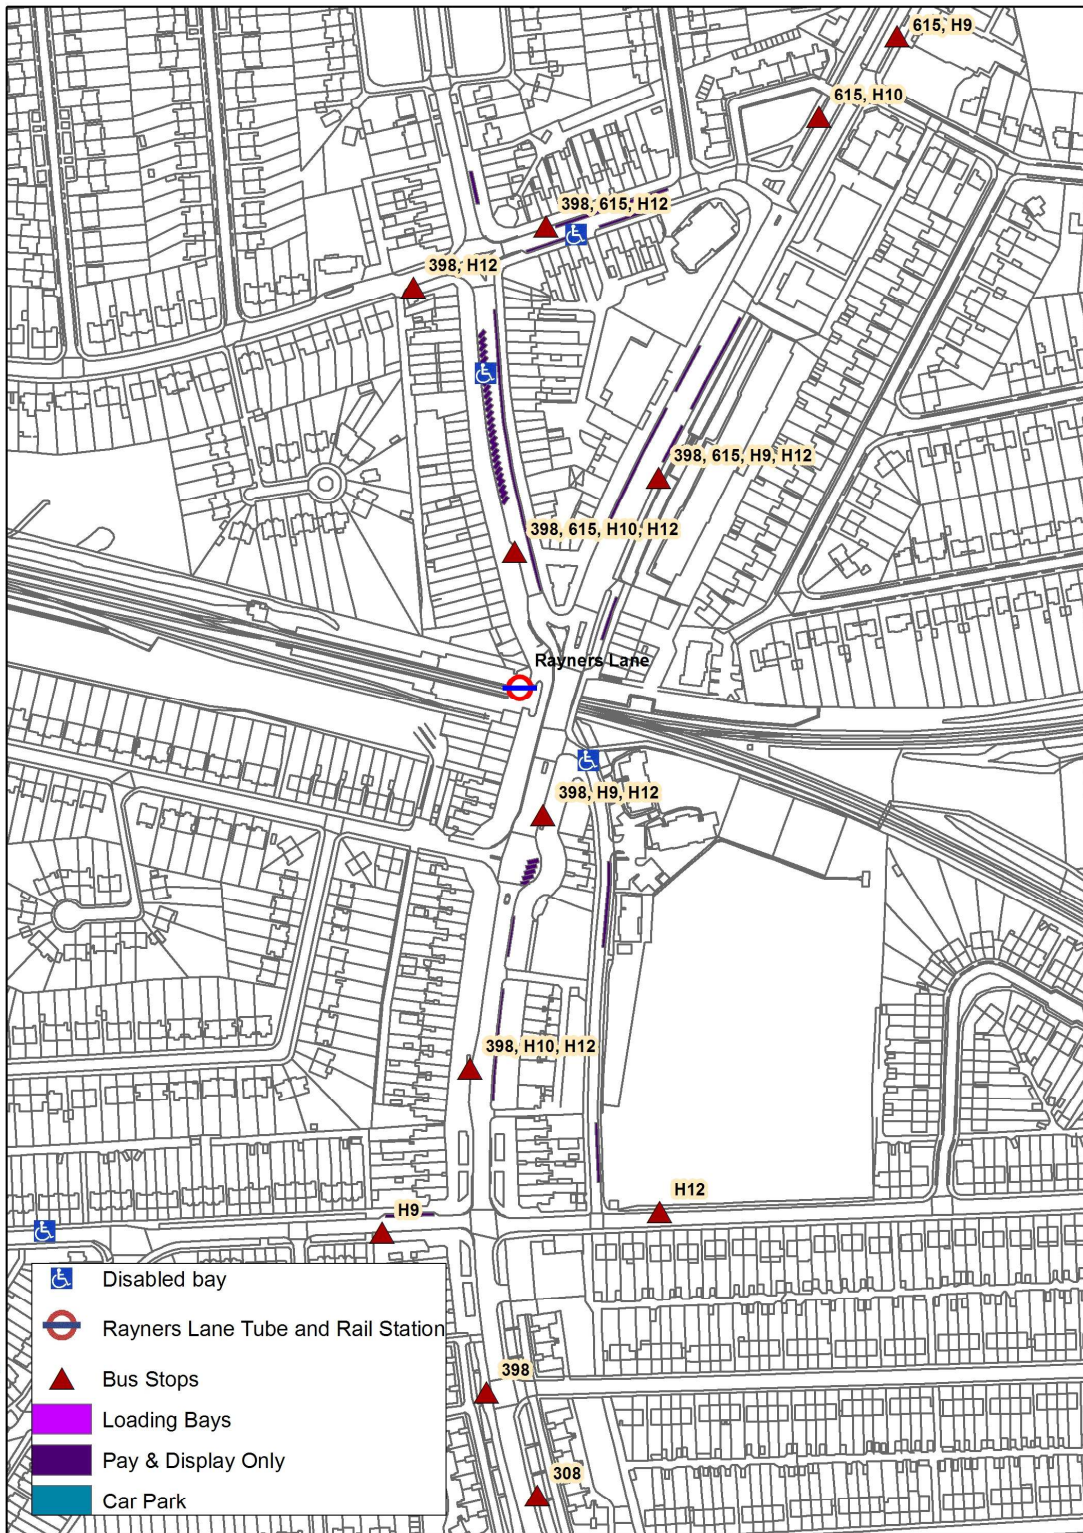 615, H9
615, H10
398, 615, H12
398, H12
398, 615, H9, H12
398, 615, H10, H12
Rayners Lane
398, H9, H12
398, H10, H12
H12
H9
Disabled bay
Rayners Lane Tube and Rail Station
Bus Stops
398
Loading Bays
Pay & Display Only
308
Car Park